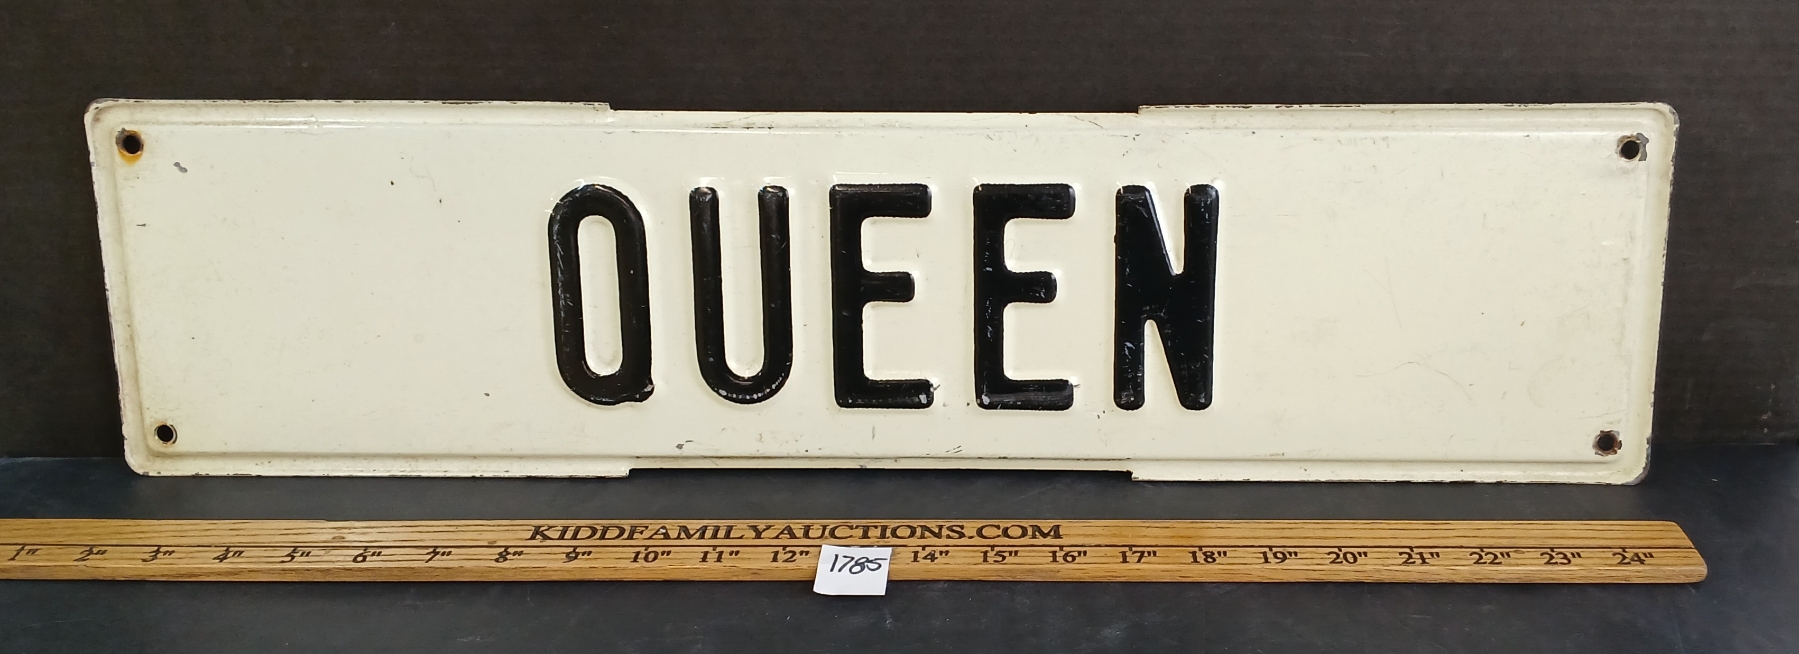 QUEEN
KIDDFAMILYAUCTIONS.COM
1" 2" 3" 4" 5" 6" 7" 8" 9" 10" 11" 12" 14" 15" 16" 17" 18" 19" 20" 21" 22" 23" 24"
1785